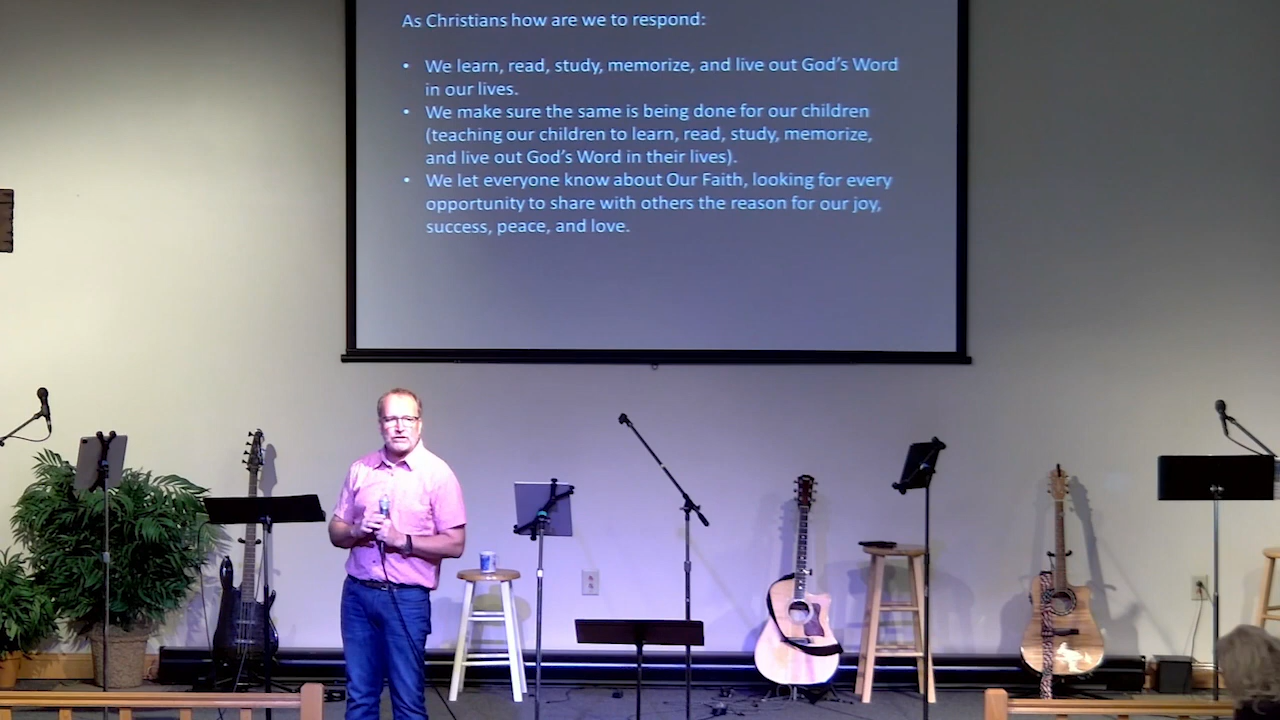 As Christians how are we to respond:
• We learn, read, study, memorize, and live out God's Word
in our lives.
• We make sure the same is being done for our children
(teaching our children to learn, read, study, memorize,
and live out God's Word in their lives).
• We let everyone know about Our Faith, looking for every
opportunity to share with others the reason for our joy,
success, peace, and love.